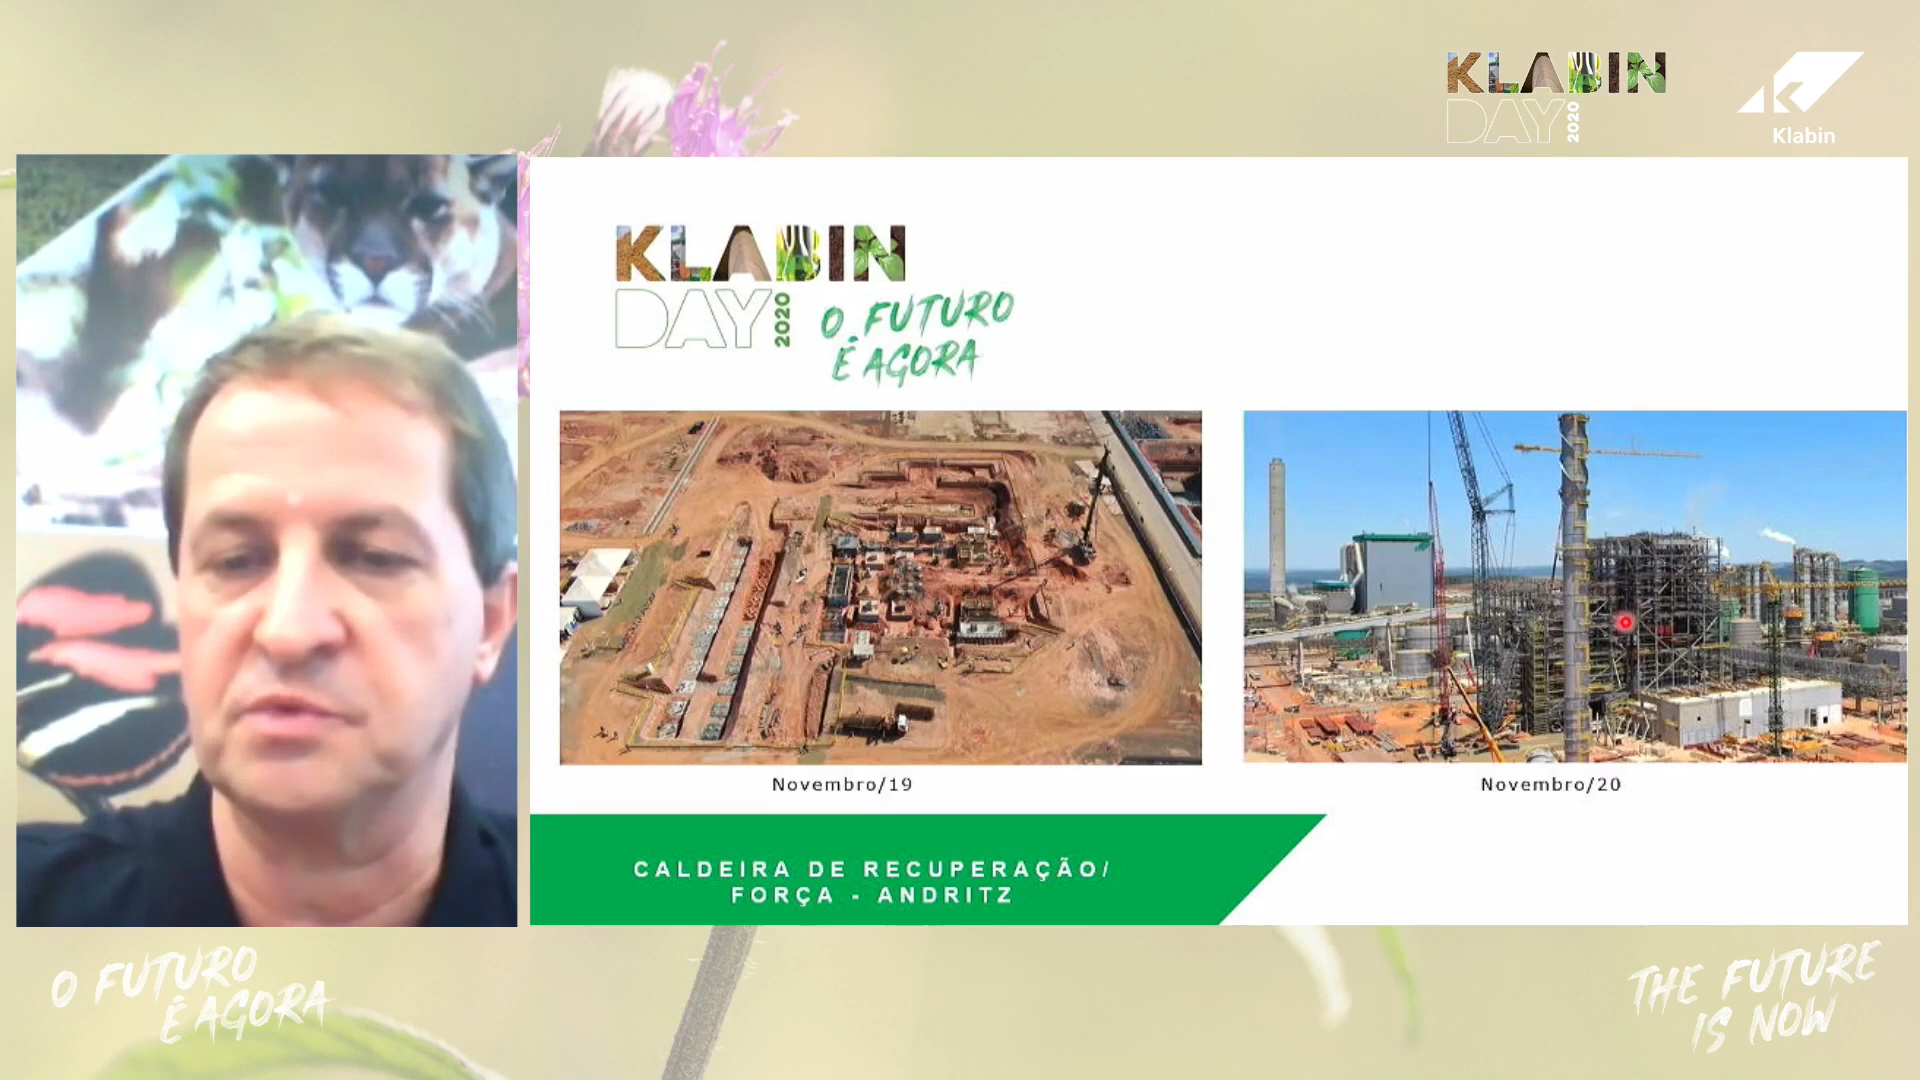 KLABIN
DAY 2020
Klabin
KLABIN
DAY 2020
O FUTURO
É AGORA
Novembro/19
Novembro/20
CALDEIRA DE RECUPERAÇÃO/
FORÇA - ANDRITZ
O FUTURO
É AGORA
THE FUTURE
IS NOW